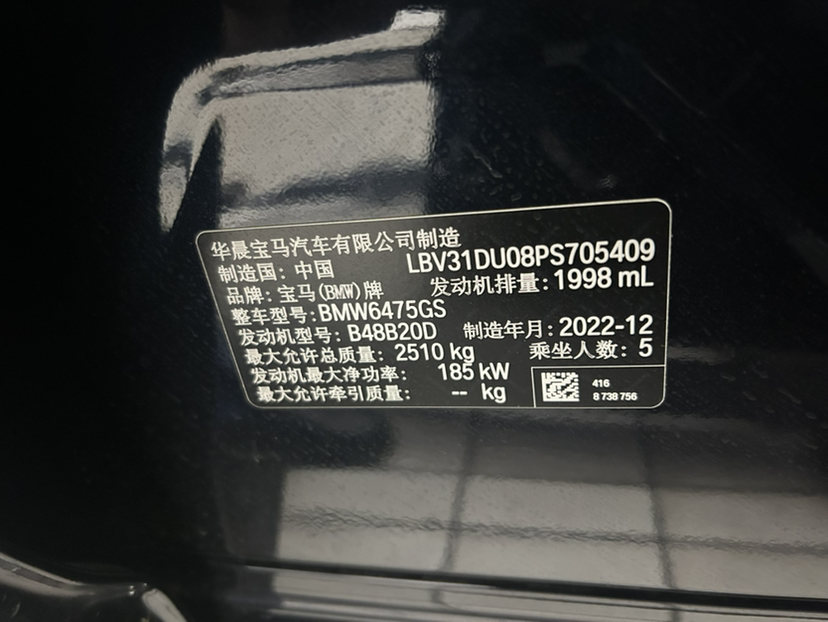 华晨宝马汽车有限公司制造
制造国: 中国 LBV31DU08PS705409
品牌: 宝马(BMW)牌 发动机排量: 1998 mL
整车型号: BMW6475GS
发动机型号: B48B20D 制造年月: 2022-12
最大允许总质量: 2510 kg 乘坐人数: 5
发动机最大净功率: 185 kW
最大允许牵引质量: -- kg
416
8 738 756